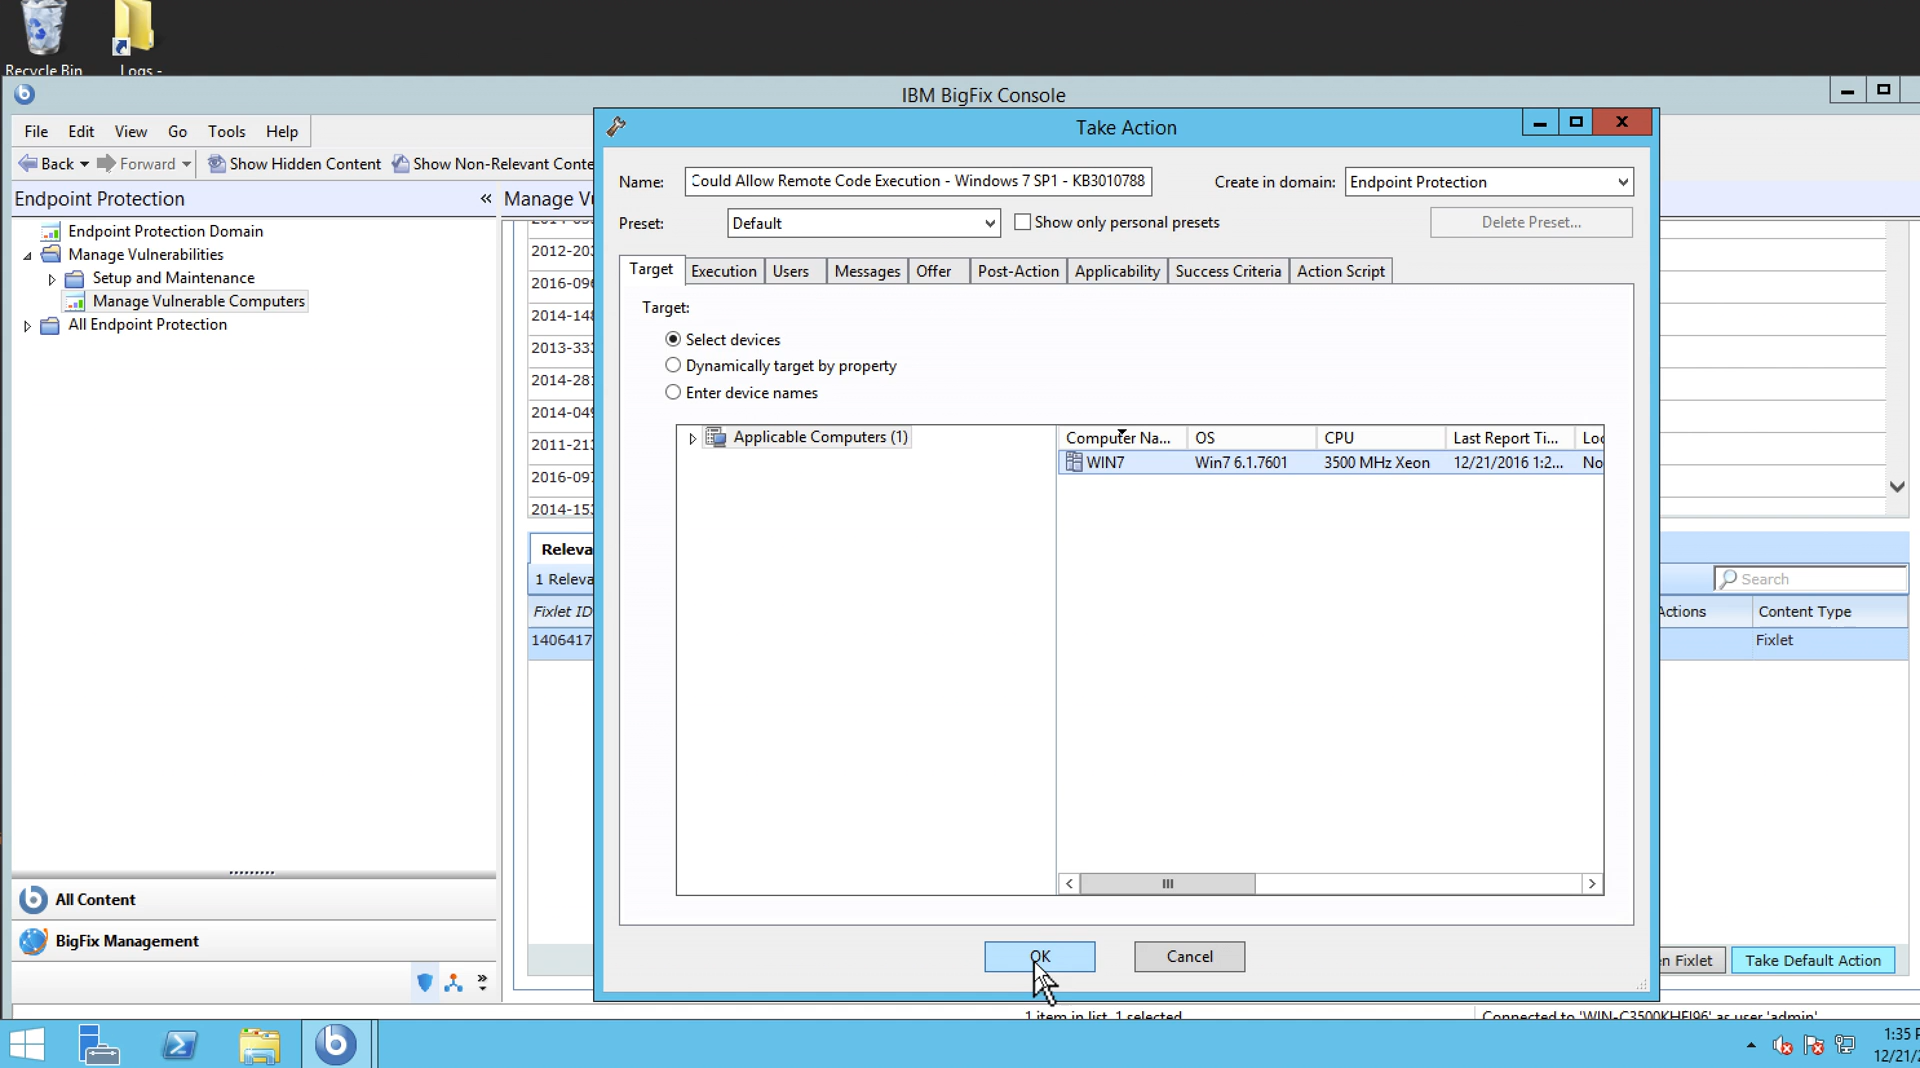 Recycle Bin
Logs -
IBM BigFix Console
File Edit View Go Tools Help
Back Forward Show Hidden Content Show Non-Relevant Conte
Endpoint Protection «
Endpoint Protection Domain
Manage Vulnerabilities
Setup and Maintenance
Manage Vulnerable Computers
All Endpoint Protection
All Content
BigFix Management
Manage Vu
2012-203
2016-096
2014-148
2013-333
2014-281
2014-049
2011-213
2016-097
2014-153
Releva
1 Releva
Fixlet ID
1406417
Take Action
Name: Could Allow Remote Code Execution - Windows 7 SP1 - KB3010788
Create in domain: Endpoint Protection
Preset: Default Show only personal presets Delete Preset...
Target Execution Users Messages Offer Post-Action Applicability Success Criteria Action Script
Target:
Select devices
Dynamically target by property
Enter device names
Applicable Computers (1)
Computer Na... OS CPU Last Report Ti... Loc
WIN7 Win7 6.1.7601 3500 MHz Xeon 12/21/2016 1:2... No
OK Cancel
Search
Actions Content Type
Fixlet
en Fixlet Take Default Action
1 item in list, 1 selected.
Connected to 'WIN-C3500KHFI96' as user 'admin'
1:35 P
12/21/2